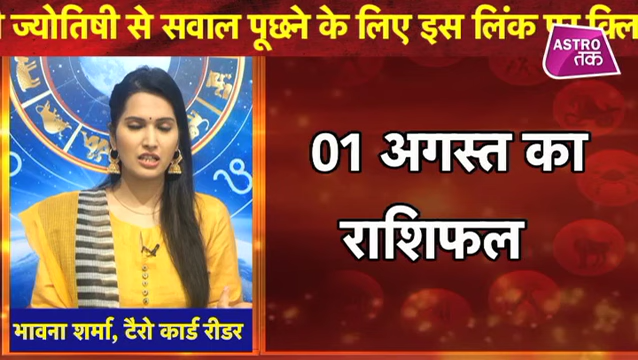 ज्योतिषी से सवाल पूछने के लिए इस लिंक पर
ASTRO
तक
01 अगस्त का
राशिफल
भावना शर्मा, टैरो कार्ड रीडर